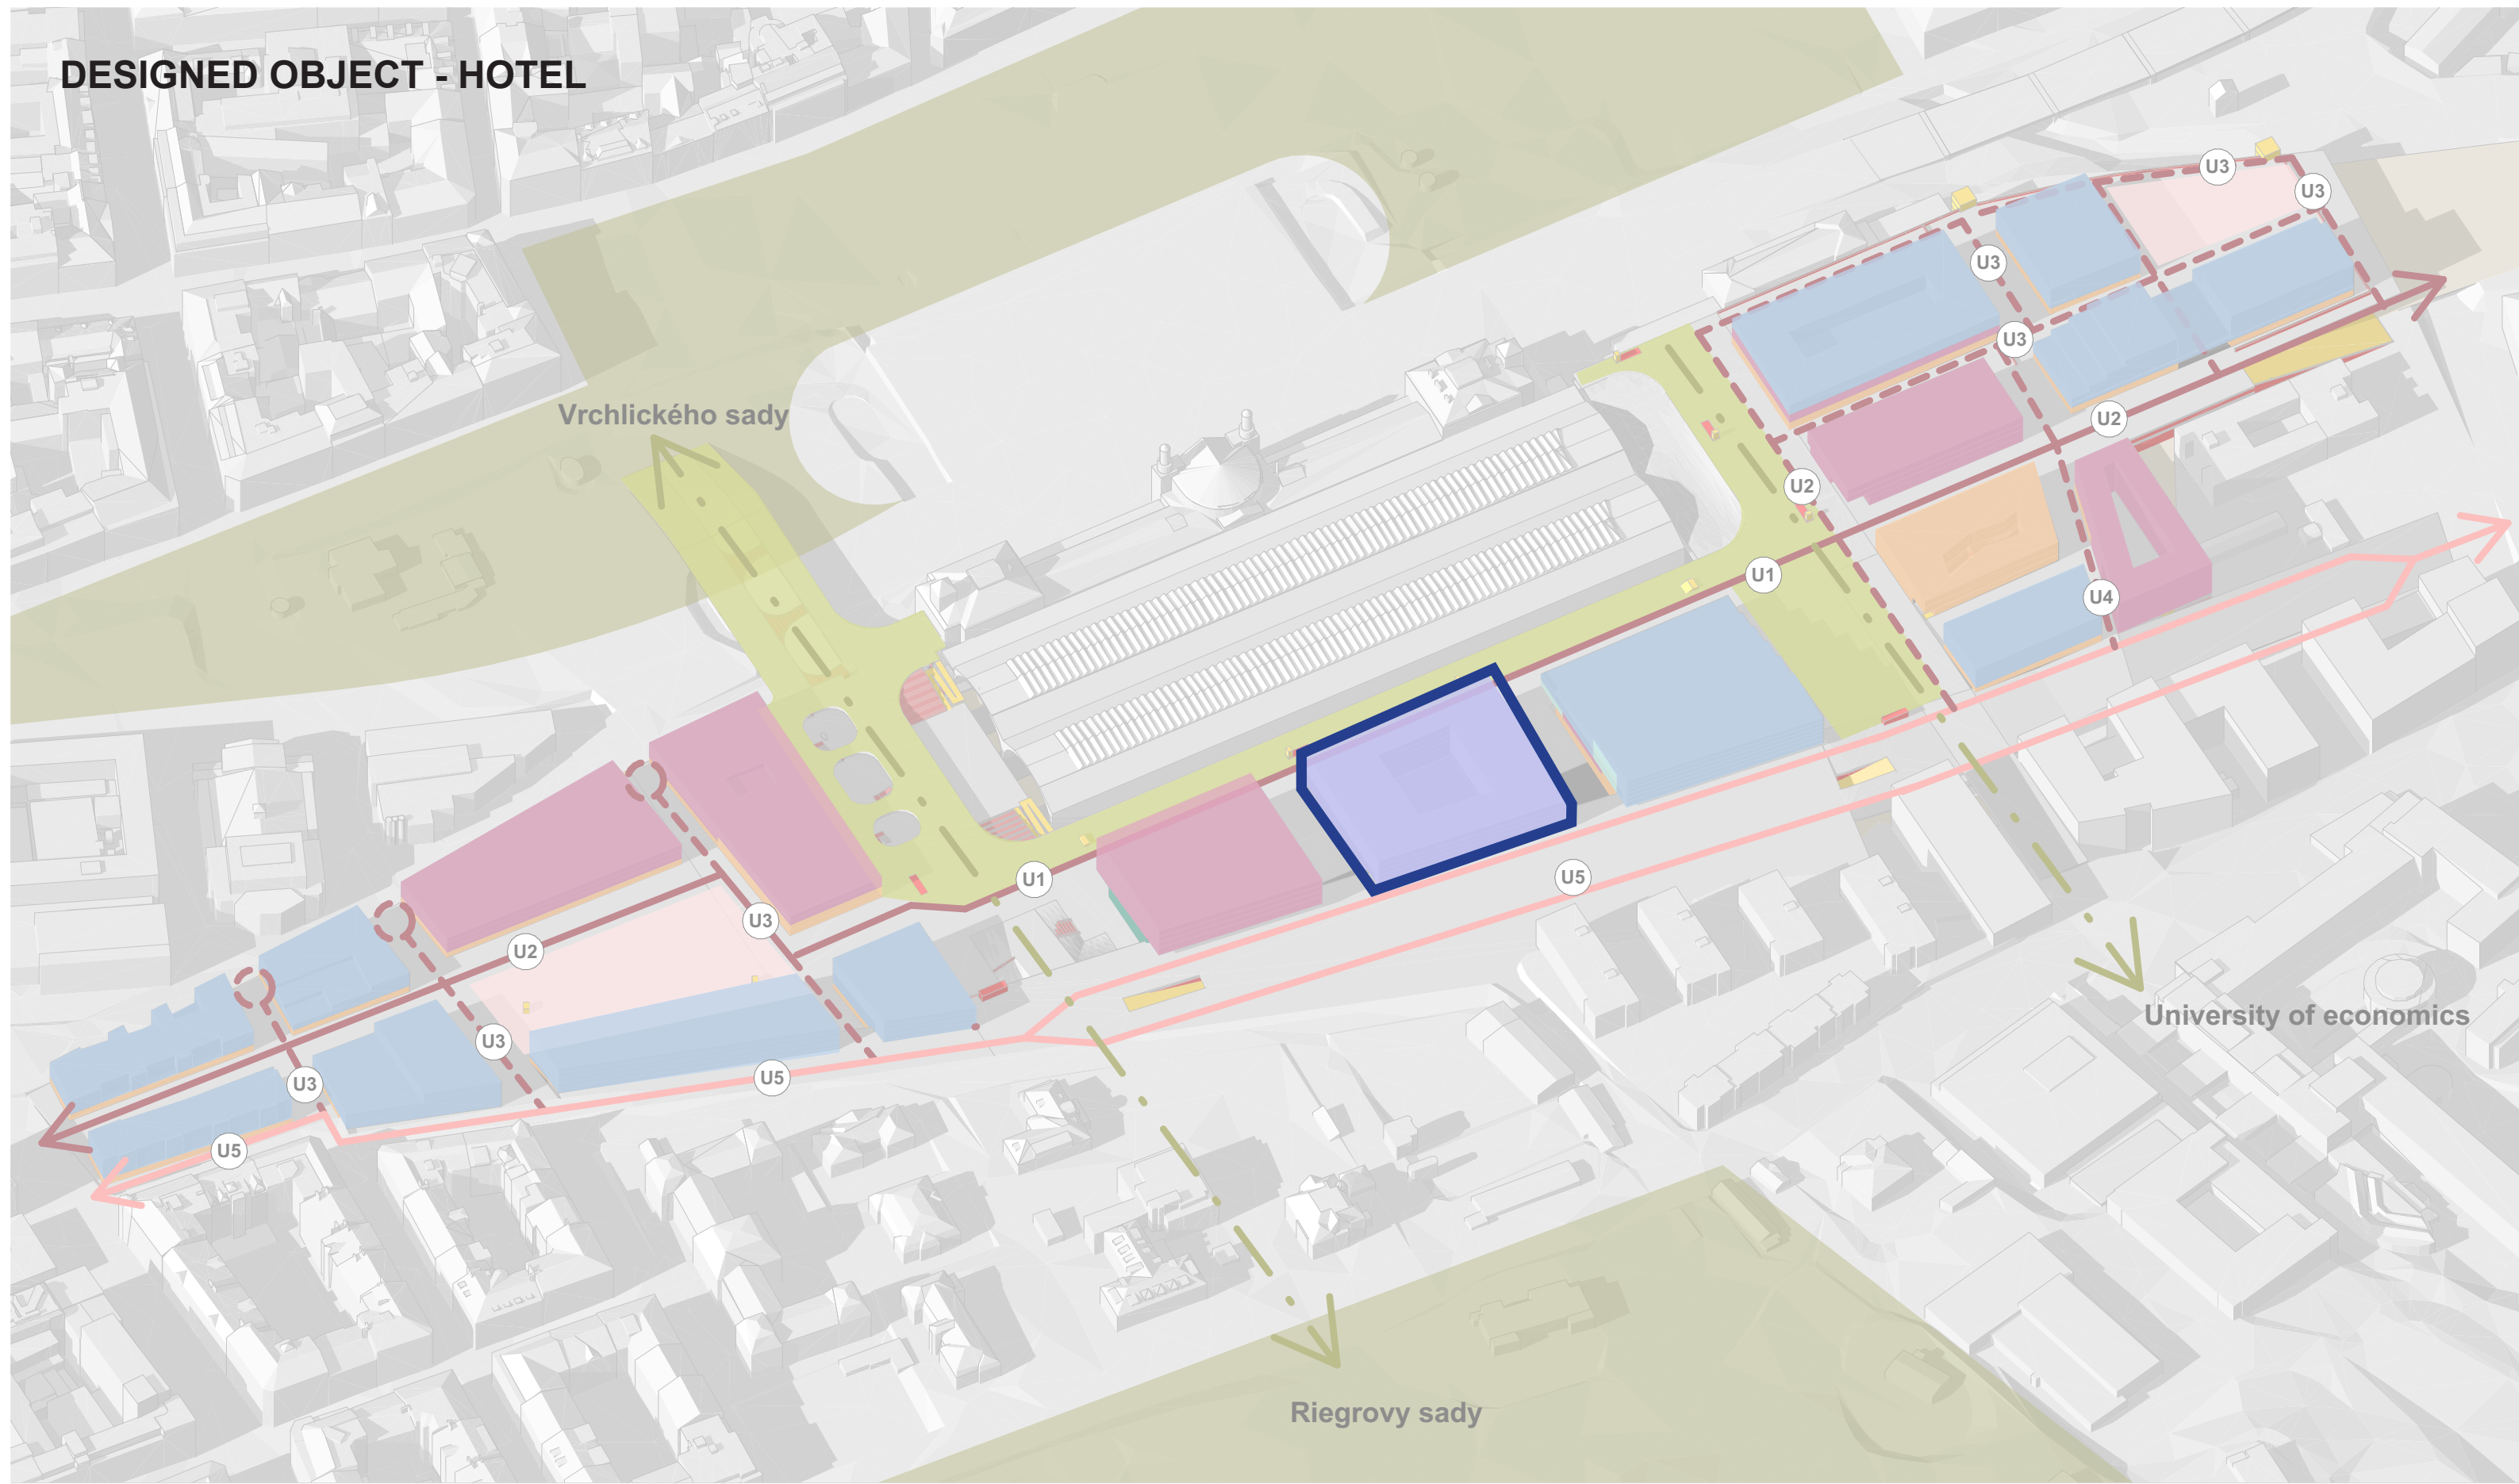 DESIGNED OBJECT - HOTEL
U3
U3
U3
U3
Vrchlického sady
U2
U2
U1
U4
U1
U5
U3
U2
University of economics
U3
U5
U3
U5
Riegrovy sady